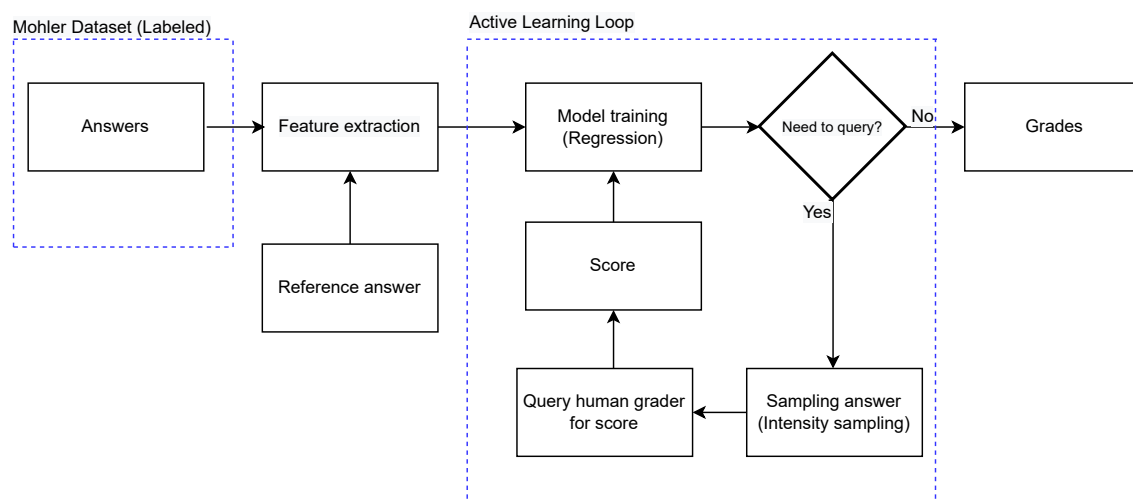 Mohler Dataset (Labeled)
Active Learning Loop
Answers
Feature extraction
Model training
(Regression)
Need to query?
No
Grades
Yes
Reference answer
Score
Query human grader
for score
Sampling answer
(Intensity sampling)